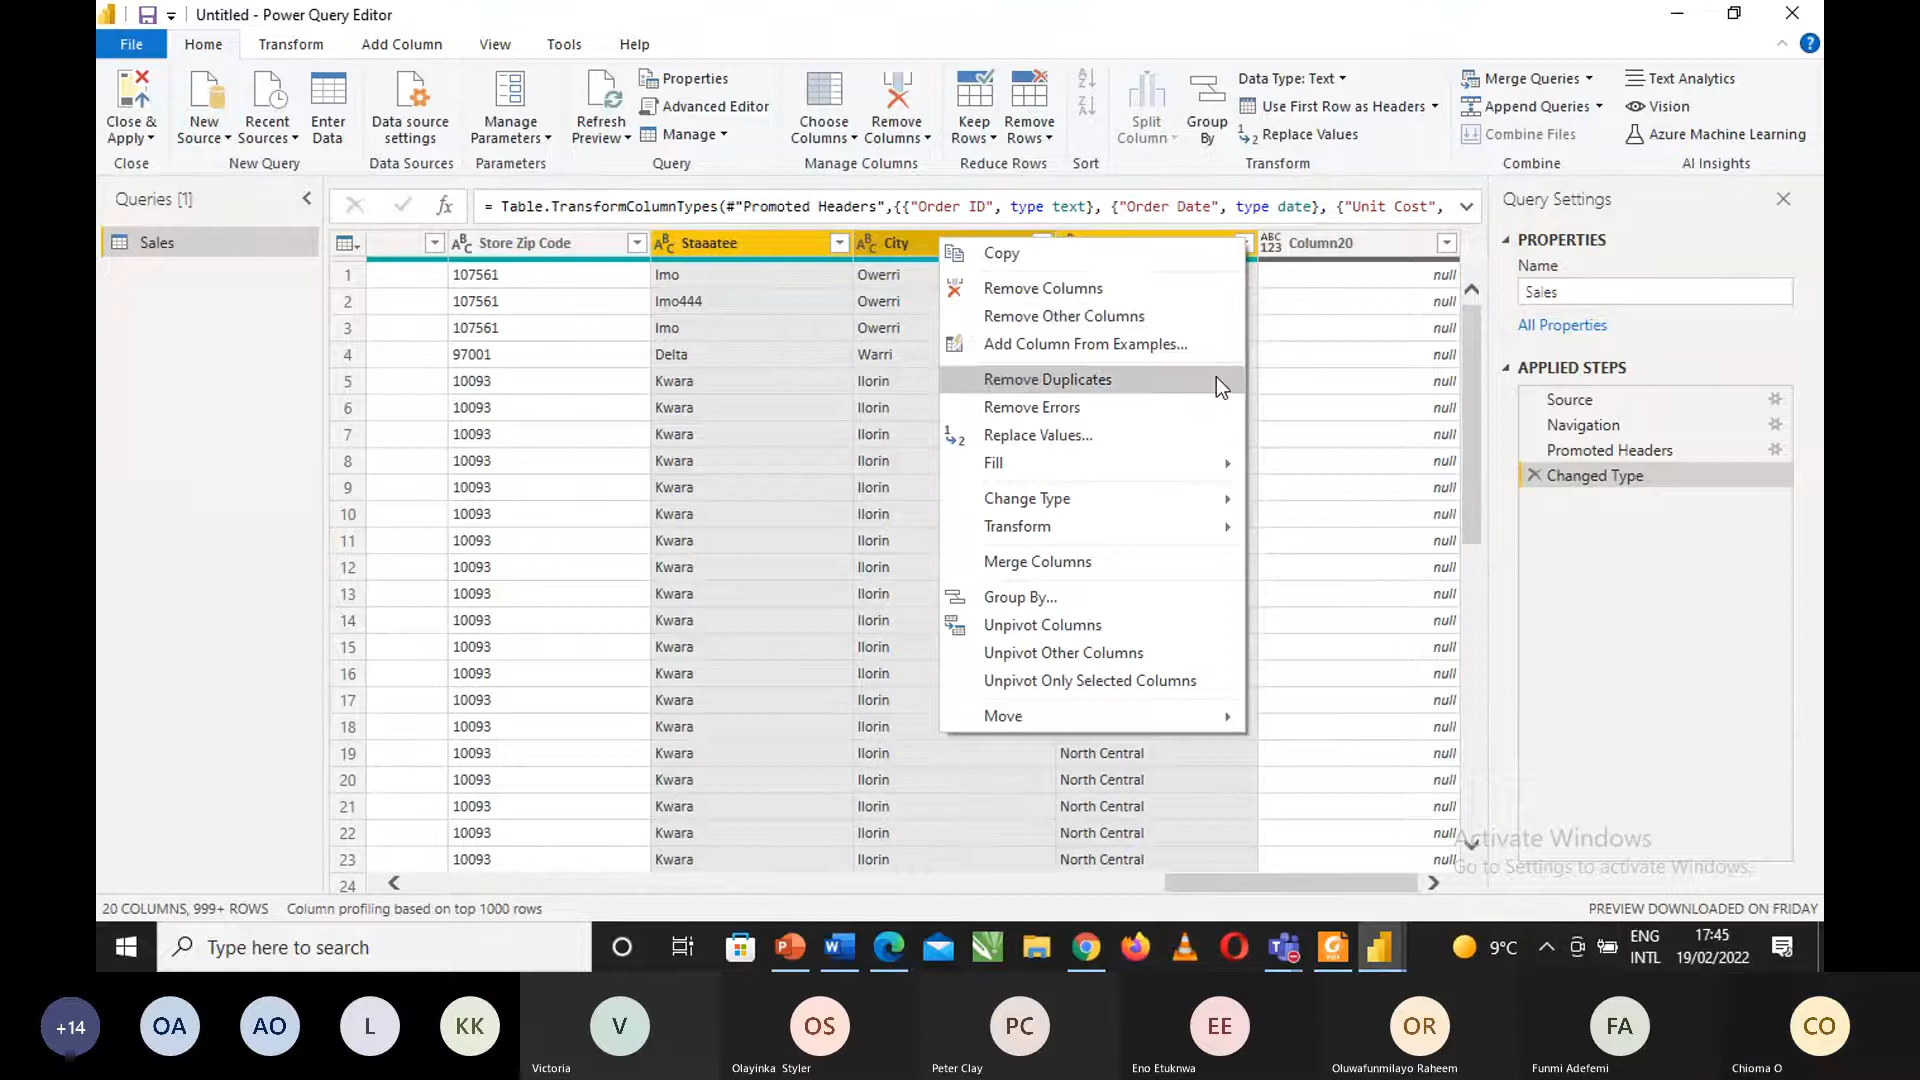 Untitled - Power Query Editor
File Home Transform Add Column View Tools Help
Close & Apply
New Source
Recent Sources
Enter Data
Data source settings
Manage Parameters
Refresh Preview
Properties
Advanced Editor
Manage
Choose Columns
Remove Columns
Keep Rows
Remove Rows
Split Column
Group By
Data Type: Text
Use First Row as Headers
Replace Values
Merge Queries
Append Queries
Combine Files
Text Analytics
Vision
Azure Machine Learning
Close New Query Data Sources Parameters Query Manage Columns Reduce Rows Sort Transform Combine AI Insights
Queries [1]
Sales
= Table.TransformColumnTypes(#"Promoted Headers",{{"Order ID", type text}, {"Order Date", type date}, {"Unit Cost",
Store Zip Code Staaatee City Column20
1 107561 Imo Owerri null
2 107561 Imo444 Owerri null
3 107561 Imo Owerri null
4 97001 Delta Warri null
5 10093 Kwara Ilorin null
6 10093 Kwara Ilorin null
7 10093 Kwara Ilorin null
8 10093 Kwara Ilorin null
9 10093 Kwara Ilorin null
10 10093 Kwara Ilorin null
11 10093 Kwara Ilorin null
12 10093 Kwara Ilorin null
13 10093 Kwara Ilorin null
14 10093 Kwara Ilorin null
15 10093 Kwara Ilorin null
16 10093 Kwara Ilorin null
17 10093 Kwara Ilorin null
18 10093 Kwara Ilorin null
19 10093 Kwara Ilorin North Central null
20 10093 Kwara Ilorin North Central null
21 10093 Kwara Ilorin North Central null
22 10093 Kwara Ilorin North Central null
23 10093 Kwara Ilorin North Central null
24
Copy
Remove Columns
Remove Other Columns
Add Column From Examples...
Remove Duplicates
Remove Errors
Replace Values...
Fill
Change Type
Transform
Merge Columns
Group By...
Unpivot Columns
Unpivot Other Columns
Unpivot Only Selected Columns
Move
Query Settings
PROPERTIES
Name
Sales
All Properties
APPLIED STEPS
Source
Navigation
Promoted Headers
Changed Type
Activate Windows
Go to Settings to activate Windows.
20 COLUMNS, 999+ ROWS Column profiling based on top 1000 rows
PREVIEW DOWNLOADED ON FRIDAY
Type here to search
9°C
ENG
INTL
17:45
19/02/2022
+14 OA AO L KK V OS PC EE OR FA CO
Victoria Olayinka Styler Peter Clay Eno Etuknwa Oluwafunmilayo Raheem Funmi Adefemi Chioma O